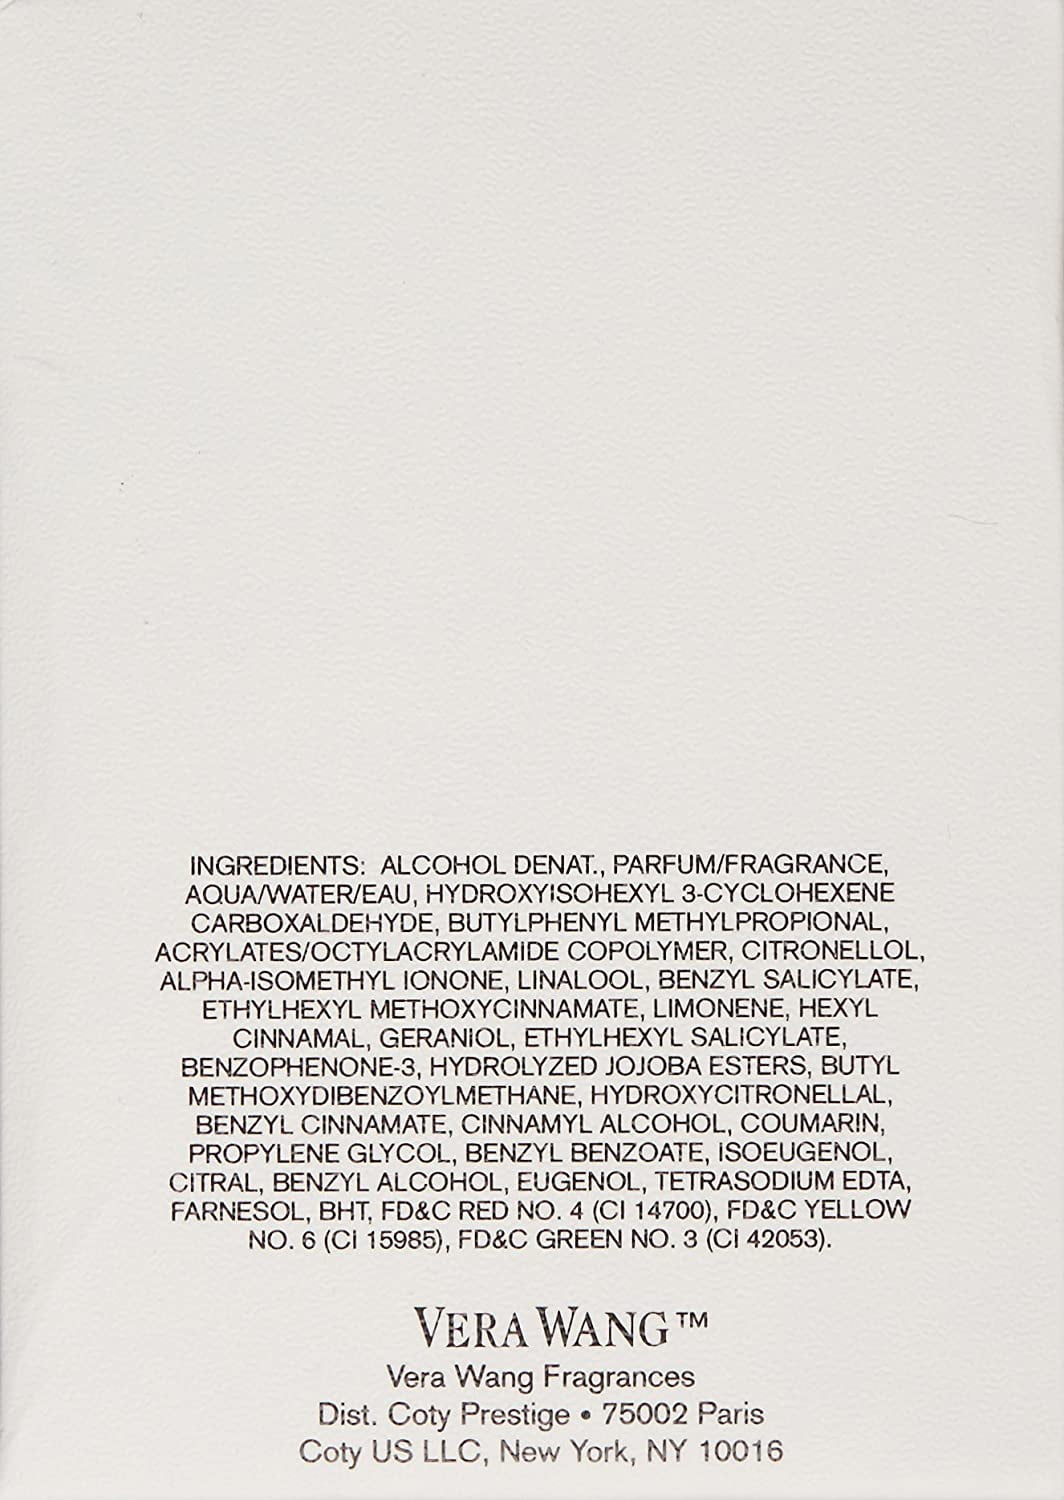 INGREDIENTS: ALCOHOL DENAT., PARFUM/FRAGRANCE,
AQUA/WATER/EAU, HYDROXYISOHEXYL 3-CYCLOHEXENE
CARBOXALDEHYDE, BUTYLPHENYL METHYLPROPIONAL,
ACRYLATES/OCTYLACRYLAMIDE COPOLYMER, CITRONELLOL,
ALPHA-ISOMETHYL IONONE, LINALOOL, BENZYL SALICYLATE,
ETHYLHEXYL METHOXYCINNAMATE, LIMONENE, HEXYL
CINNAMAL, GERANIOL, ETHYLHEXYL SALICYLATE,
BENZOPHENONE-3, HYDROLYZED JOJOBA ESTERS, BUTYL
METHOXYDIBENZOYLMETHANE, HYDROXYCITRONELLAL,
BENZYL CINNAMATE, CINNAMYL ALCOHOL, COUMARIN,
PROPYLENE GLYCOL, BENZYL BENZOATE, ISOEUGENOL,
CITRAL, BENZYL ALCOHOL, EUGENOL, TETRASODIUM EDTA,
FARNESOL, BHT, FD&C RED NO. 4 (CI 14700), FD&C YELLOW
NO. 6 (CI 15985), FD&C GREEN NO. 3 (CI 42053).
VERA WANG™
Vera Wang Fragrances
Dist. Coty Prestige • 75002 Paris
Coty US LLC, New York, NY 10016